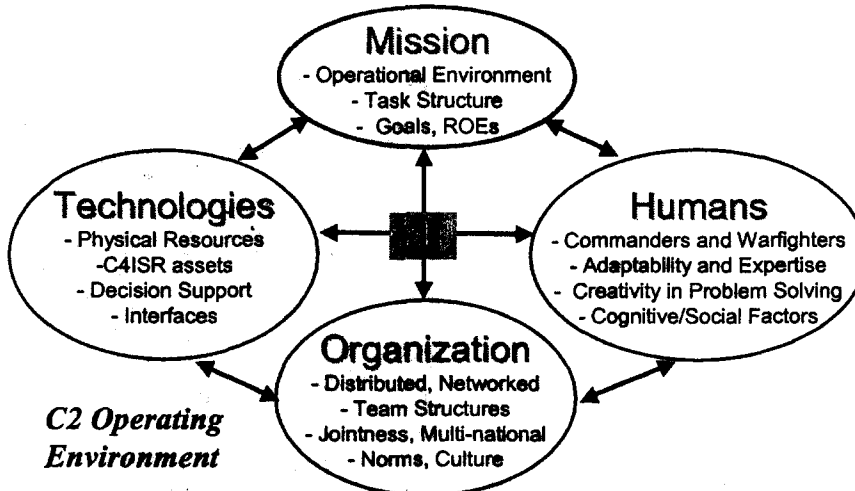 Mission
- Operational Environment
- Task Structure
- Goals, ROEs
Technologies
- Physical Resources
-C4ISR assets
- Decision Support
- Interfaces
Humans
- Commanders and Warfighters
- Adaptability and Expertise
- Creativity in Problem Solving
- Cognitive/Social Factors
Organization
- Distributed, Networked
- Team Structures
- Jointness, Multi-national
- Norms, Culture
C2 Operating
Environment